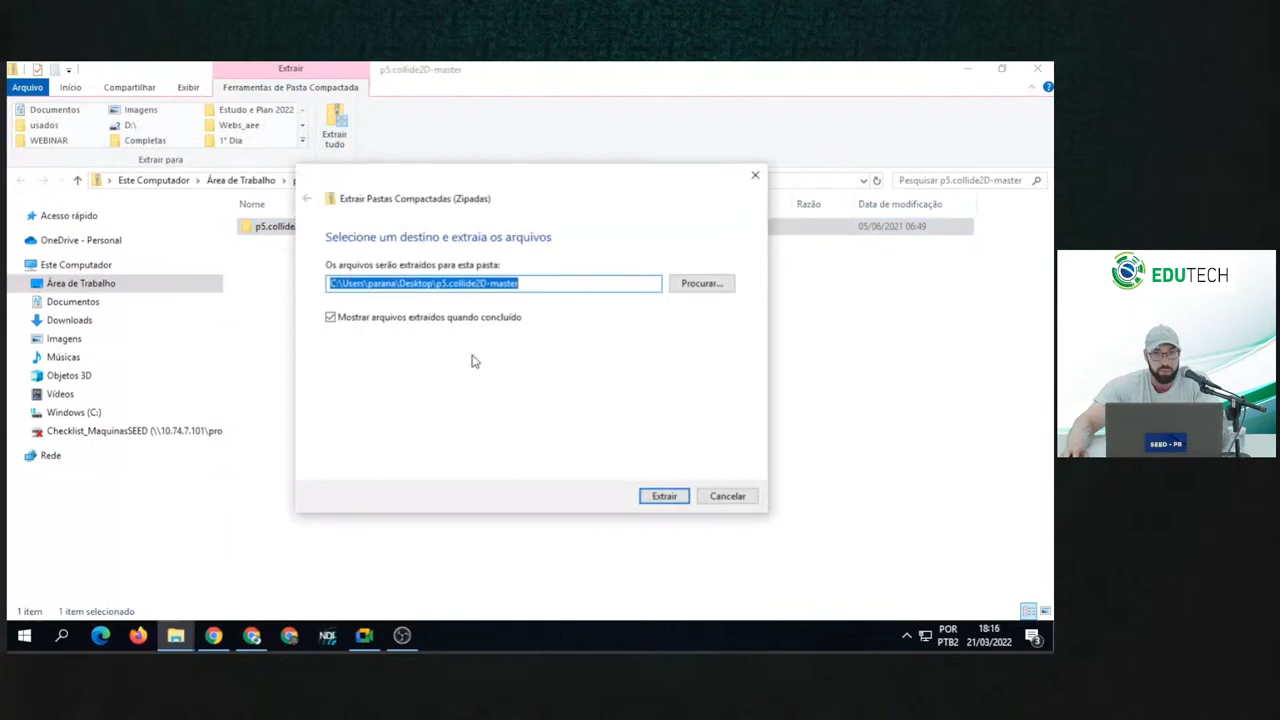 Extrair
p5.collide2D-master
Arquivo
Início
Compartilhar
Exibir
Ferramentas de Pasta Compactada
Documentos
Imagens
Estudo e Plan 2022
usados
D:\
Webs_aee
WEBINAR
Completas
1° Dia
Extrair tudo
Extrair para
Este Computador > Área de Trabalho > p
Pesquisar p5.collide2D-master
Nome
Razão
Data de modificação
p5.collide
05/06/2021 06:49
Acesso rápido
OneDrive - Personal
Este Computador
Área de Trabalho
Documentos
Downloads
Imagens
Músicas
Objetos 3D
Vídeos
Windows (C:)
Checklist_MaquinasSEED (\\10.74.7.101\pro
Rede
Extrair Pastas Compactadas (Zipadas)
Selecione um destino e extraia os arquivos
Os arquivos serão extraídos para esta pasta:
C:\Users\parana\Desktop\p5.collide2D-master
Procurar...
Mostrar arquivos extraídos quando concluído
Extrair
Cancelar
1 item
1 item selecionado
NDI
POR
PTB2
18:16
21/03/2022
3
EDUTECH
SEED - PR